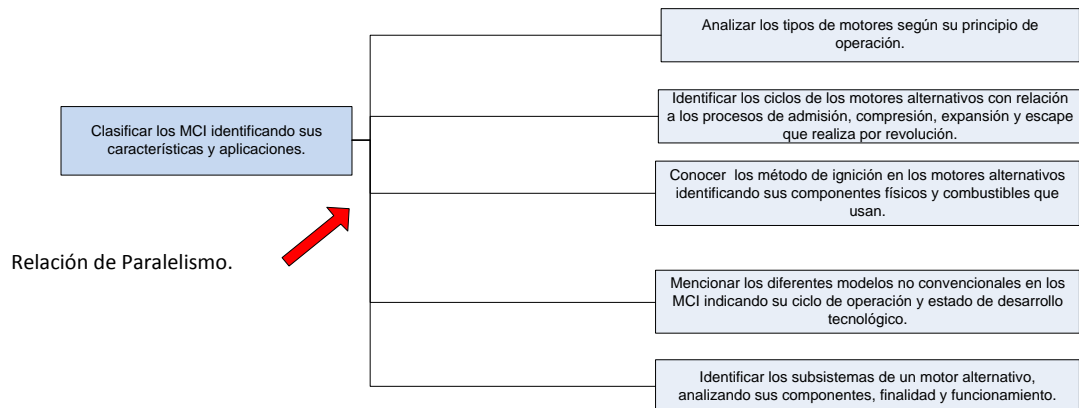 Analizar los tipos de motores según su principio de
operación.
Clasificar los MCI identificando sus
características y aplicaciones.
Identificar los ciclos de los motores alternativos con relación
a los procesos de admisión, compresión, expansión y escape
que realiza por revolución.
Conocer los método de ignición en los motores alternativos
identificando sus componentes físicos y combustibles que
usan.
Relación de Paralelismo.
Mencionar los diferentes modelos no convencionales en los
MCI indicando su ciclo de operación y estado de desarrollo
tecnológico.
Identificar los subsistemas de un motor alternativo,
analizando sus componentes, finalidad y funcionamiento.